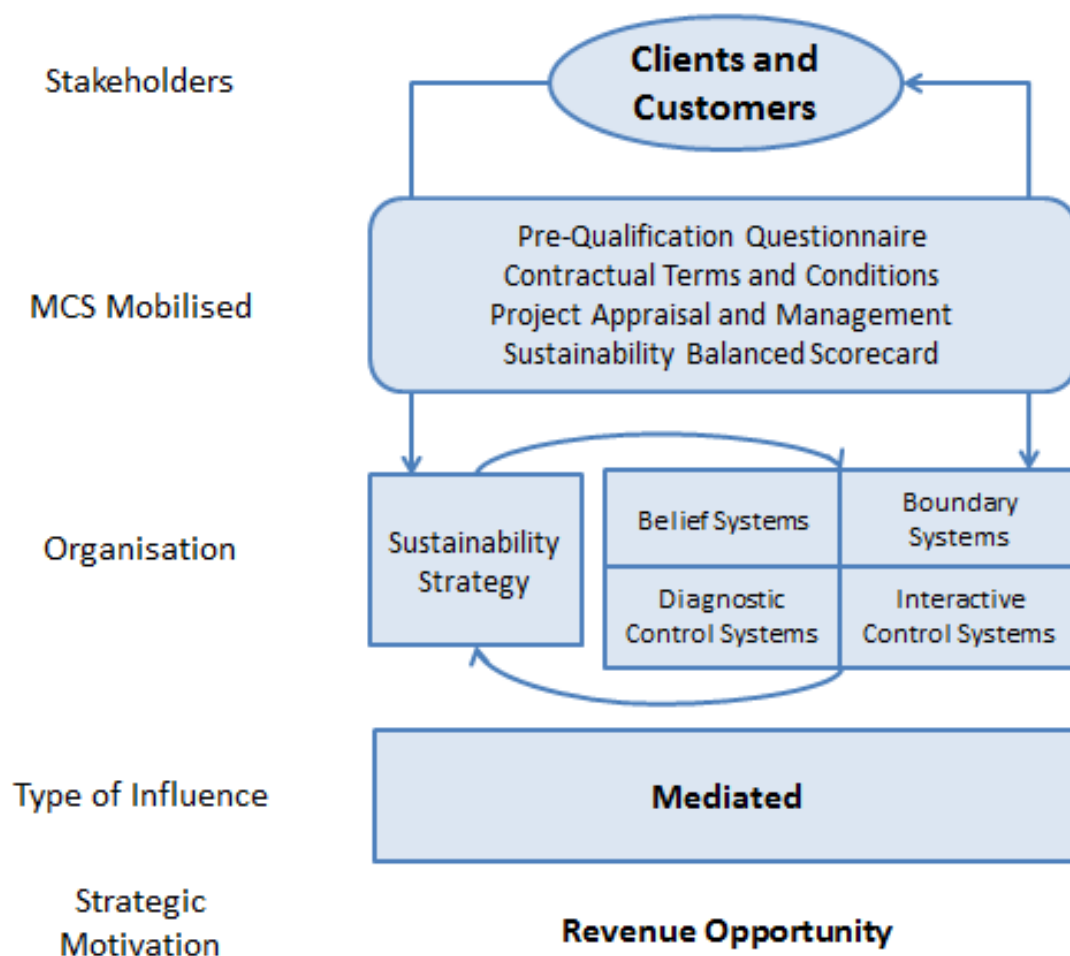 Stakeholders
Clients and
Customers
MCS Mobilised
Pre-Qualification Questionnaire
Contractual Terms and Conditions
Project Appraisal and Management
Sustainability Balanced Scorecard
Organisation
Sustainability
Strategy
Belief Systems
Boundary
Systems
Diagnostic
Control Systems
Interactive
Control Systems
Type of Influence
Mediated
Strategic
Motivation
Revenue Opportunity